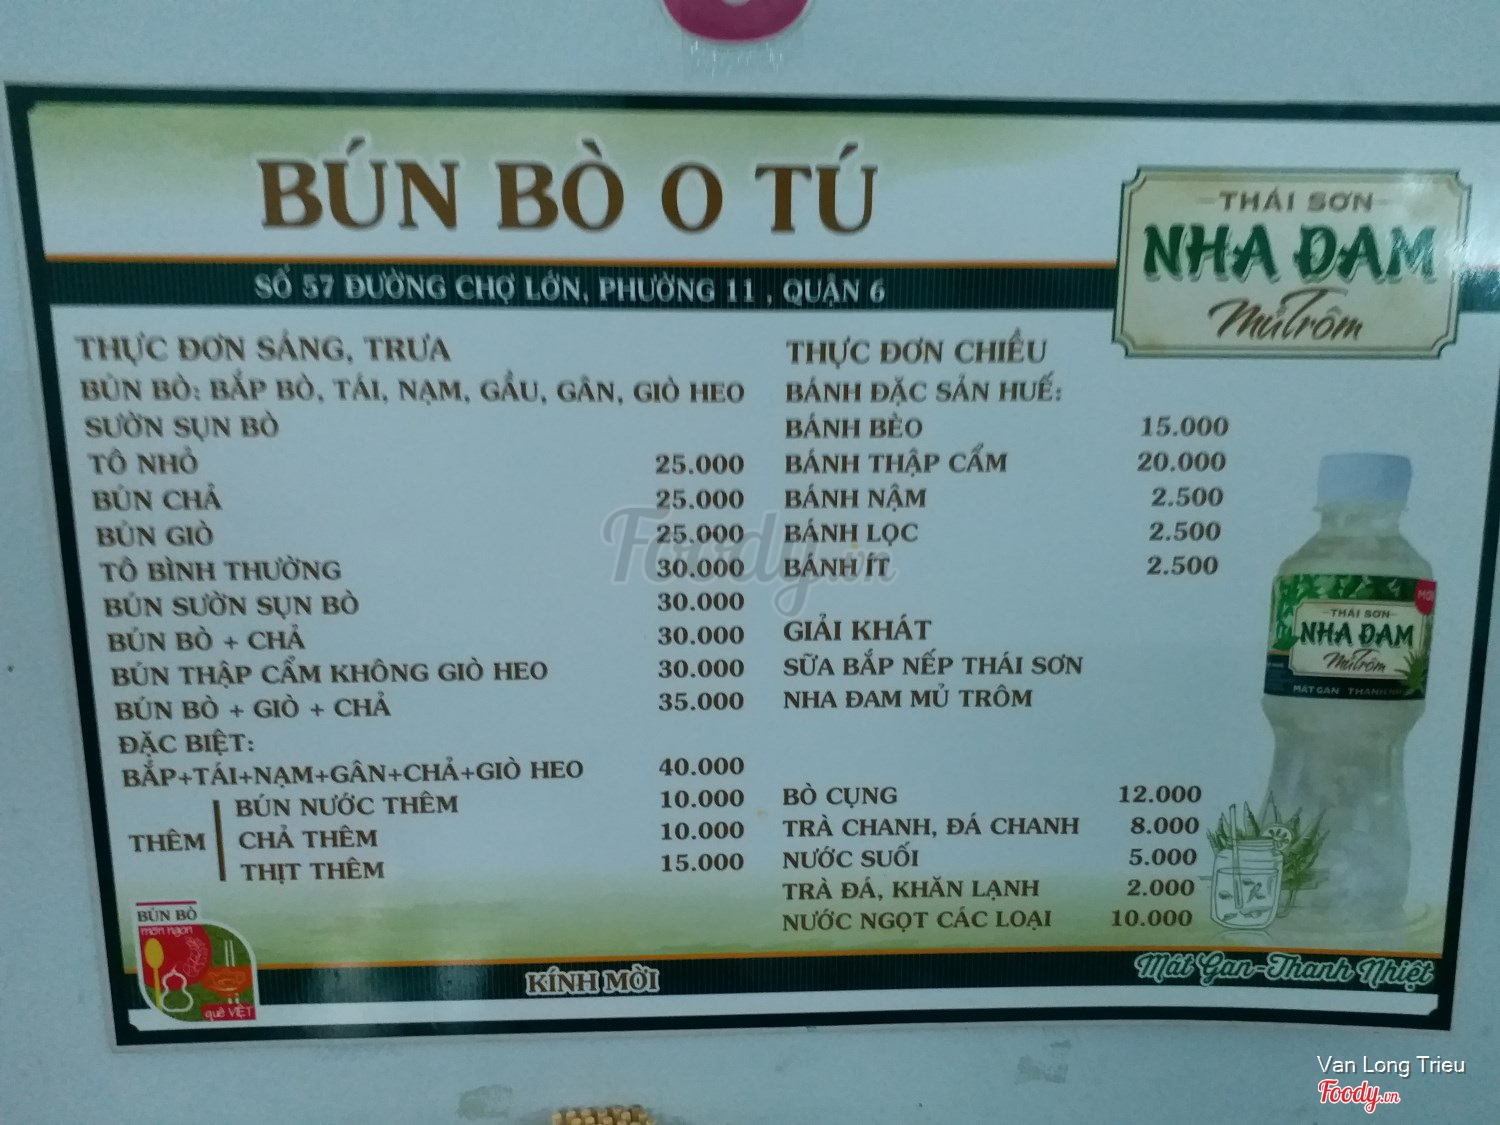 BÚN BÒ O TÚ
SỐ 57 ĐƯỜNG CHỢ LỚN, PHƯỜNG 11 , QUẬN 6
THÁI SƠN
NHA ĐAM
Mủ Trôm
THỰC ĐƠN SÁNG, TRƯA
BÚN BÒ: BẮP BÒ, TÁI, NẠM, GẦU, GÂN, GIÒ HEO
SƯỜN SỤN BÒ
TÔ NHỎ 25.000
BÚN CHẢ 25.000
BÚN GIÒ 25.000
TÔ BÌNH THƯỜNG 30.000
BÚN SƯỜN SỤN BÒ 30.000
BÚN BÒ + CHẢ 30.000
BÚN THẬP CẨM KHÔNG GIÒ HEO 30.000
BÚN BÒ + GIÒ + CHẢ 35.000
ĐẶC BIỆT:
BẮP+TÁI+NẠM+GÂN+CHẢ+GIÒ HEO 40.000
THÊM
BÚN NƯỚC THÊM 10.000
CHẢ THÊM 10.000
THỊT THÊM 15.000
THỰC ĐƠN CHIỀU
BÁNH ĐẶC SẢN HUẾ:
BÁNH BÈO 15.000
BÁNH THẬP CẨM 20.000
BÁNH NẬM 2.500
BÁNH LỌC 2.500
BÁNH ÍT 2.500
GIẢI KHÁT
SỮA BẮP NẾP THÁI SƠN
NHA ĐAM MỦ TRÔM
BÒ CỤNG 12.000
TRÀ CHANH, ĐÁ CHANH 8.000
NƯỚC SUỐI 5.000
TRÀ ĐÁ, KHĂN LẠNH 2.000
NƯỚC NGỌT CÁC LOẠI 10.000
MỚI
THÁI SƠN
NHA ĐAM
Mủ Trôm
MÁT GAN
BÚN BÒ
món ngon
quê VIỆT
KÍNH MỜI
Mát Gan - Thanh Nhiệt
Foody.vn
Van Long Trieu
Foody.vn